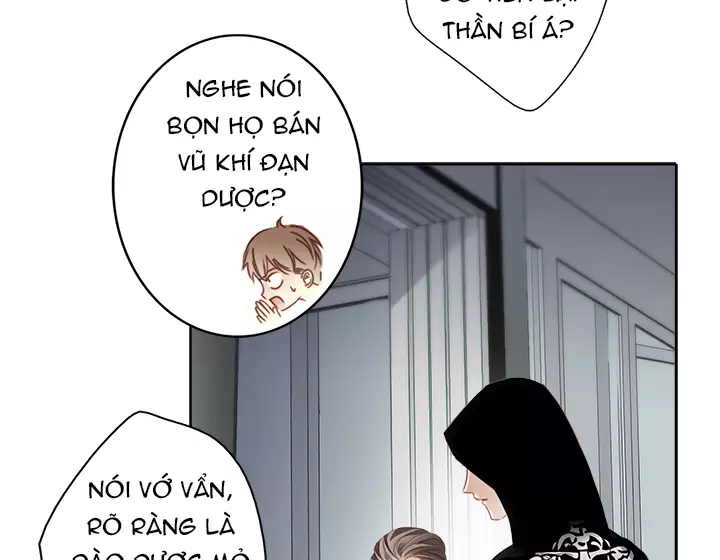 THẦN BÍ Á?
NGHE NÓI
BỌN HỌ BÁN
VŨ KHÍ ĐẠN
DƯỢC?
NÓI VỚ VẨN,
RÕ RÀNG LÀ